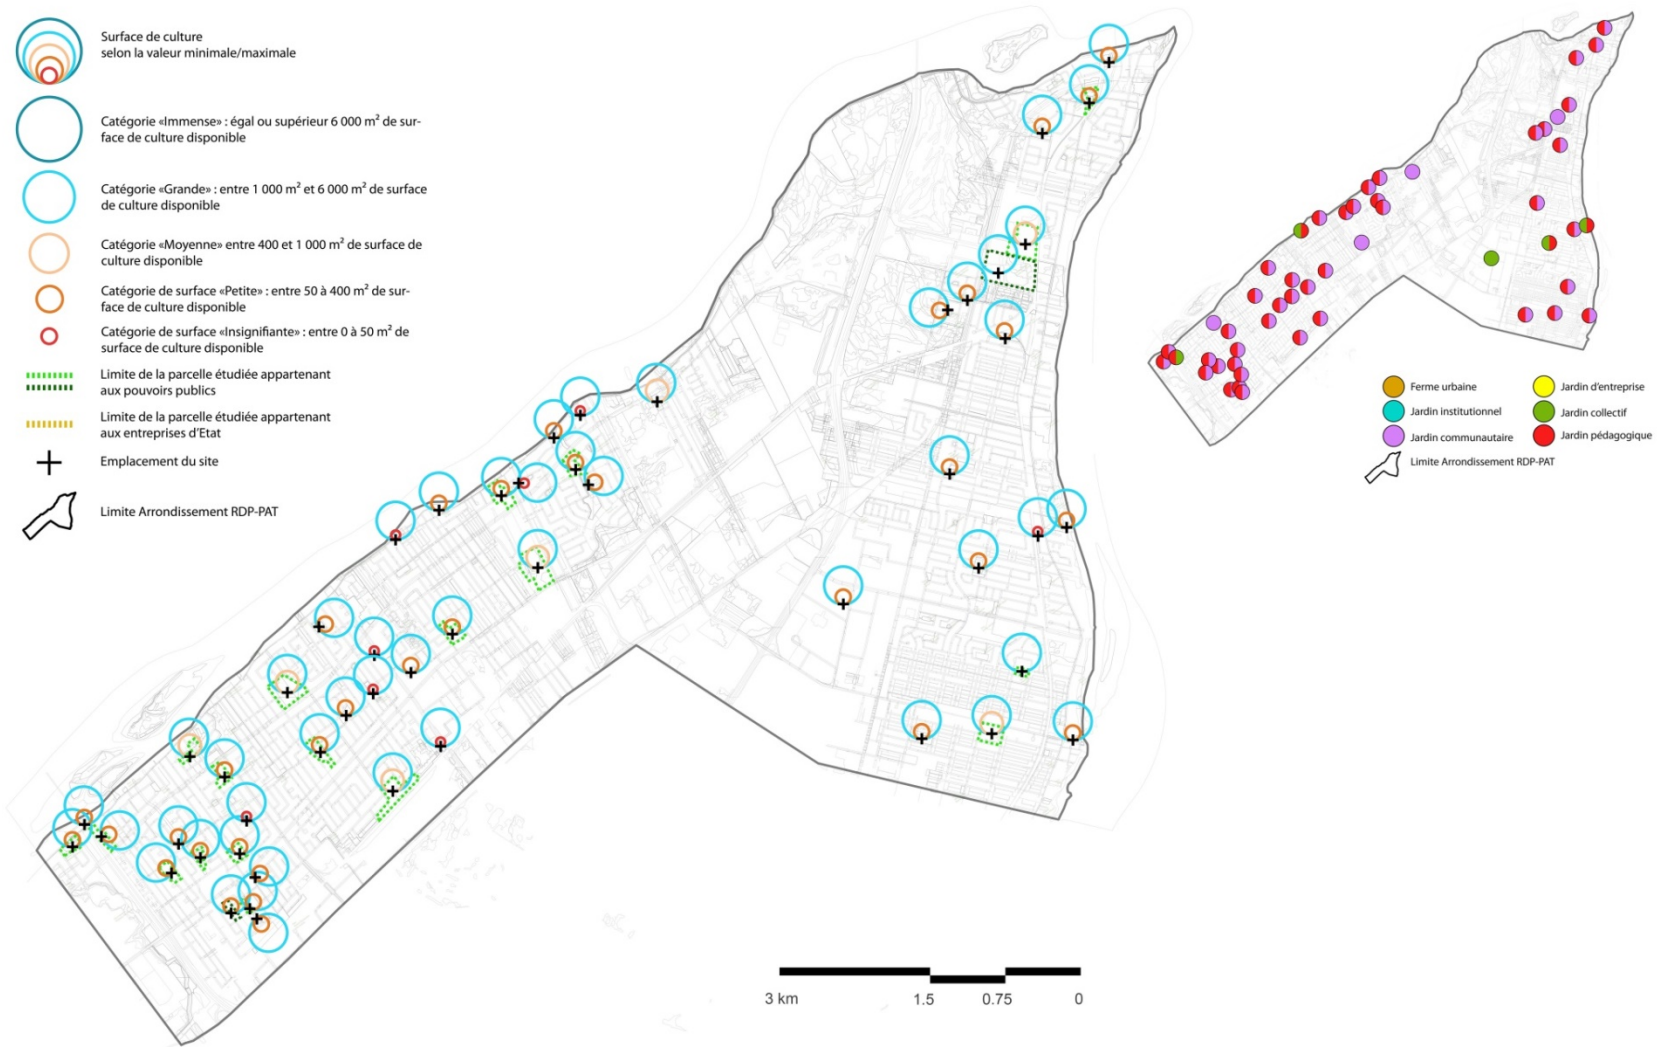 Surface de culture
selon la valeur minimale/maximale
Catégorie «Immense» : égal ou supérieur 6 000 m² de sur-
face de culture disponible
Catégorie «Grande» : entre 1 000 m² et 6 000 m² de surface
de culture disponible
Catégorie «Moyenne» entre 400 et 1 000 m² de surface de
culture disponible
Catégorie de surface «Petite» : entre 50 à 400 m² de sur-
face de culture disponible
Catégorie de surface «Insignifiante» : entre 0 à 50 m² de
surface de culture disponible
Limite de la parcelle étudiée appartenant
aux pouvoirs publics
Limite de la parcelle étudiée appartenant
aux entreprises d'Etat
Emplacement du site
Limite Arrondissement RDP-PAT
Ferme urbaine
Jardin institutionnel
Jardin communautaire
Limite Arrondissement RDP-PAT
Jardin d'entreprise
Jardin collectif
Jardin pédagogique
3 km 1.5 0.75 0